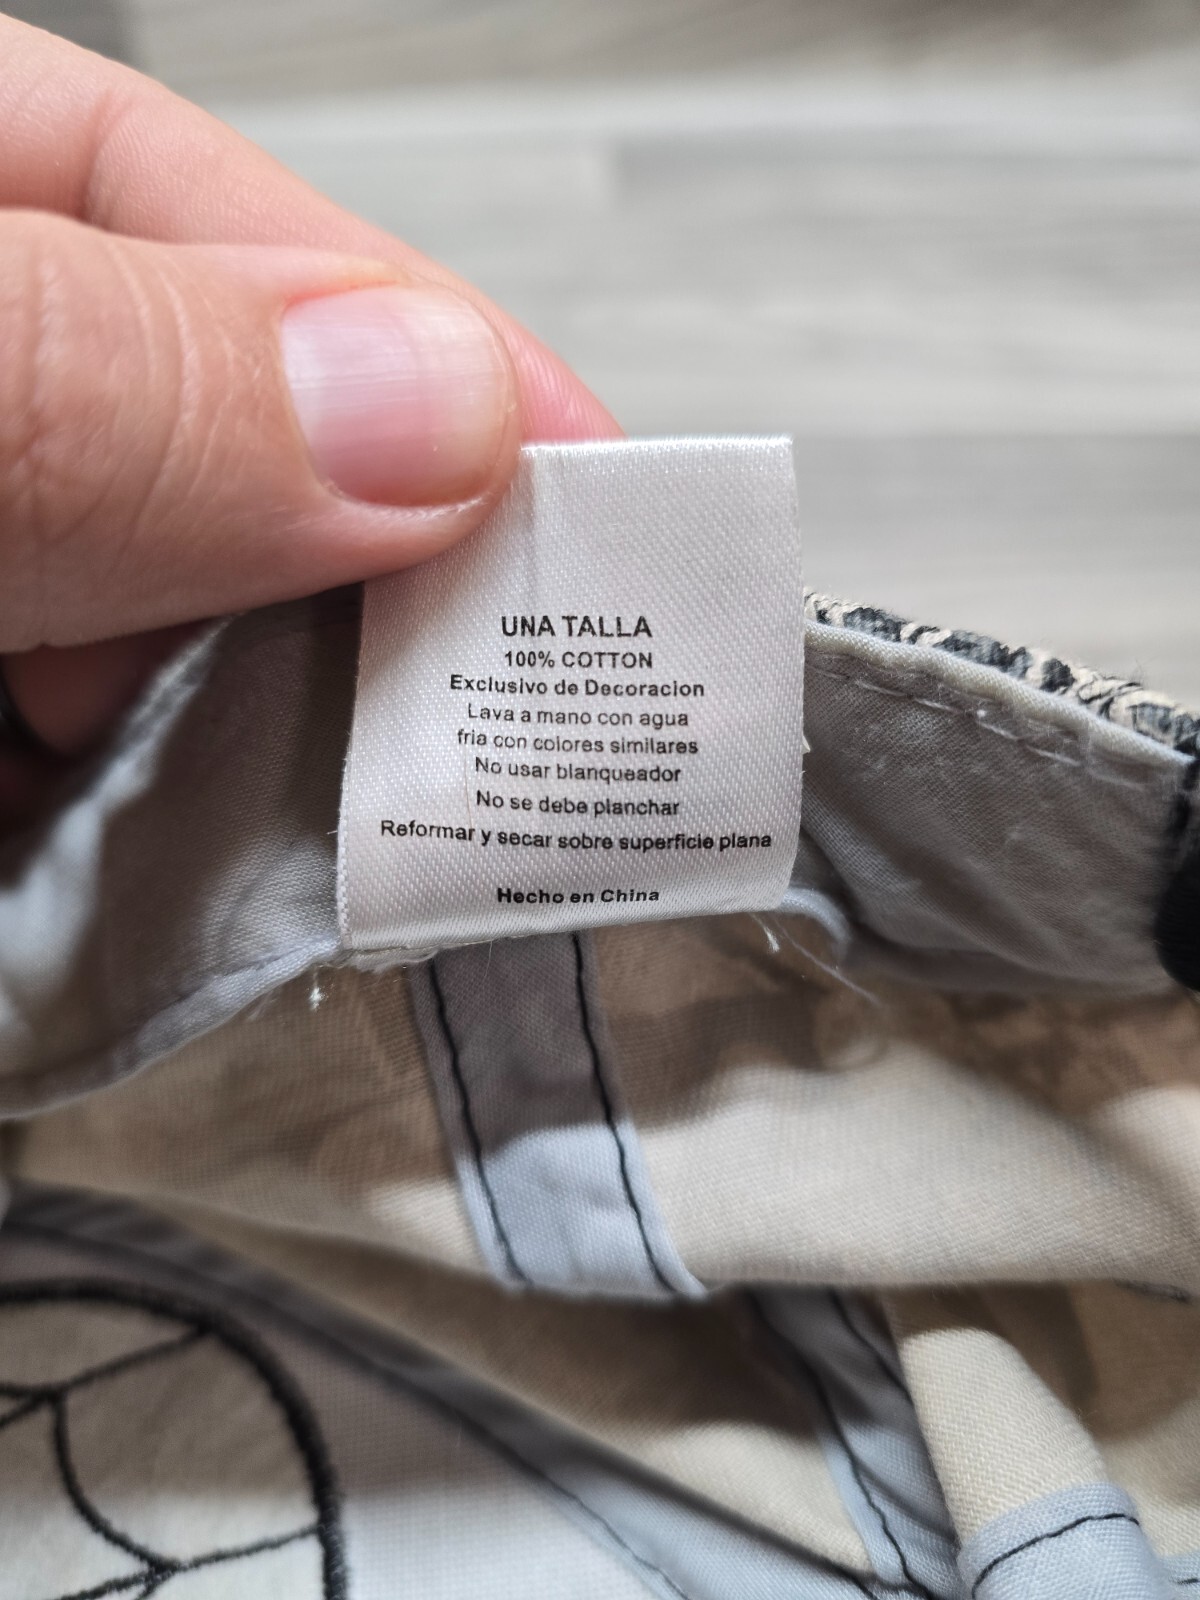 UNA TALLA
100% COTTON
Exclusivo de Decoracion
Lava a mano con agua
fria con colores similares
No usar blanqueador
No se debe planchar
Reformar y secar sobre superficie plana
Hecho en China